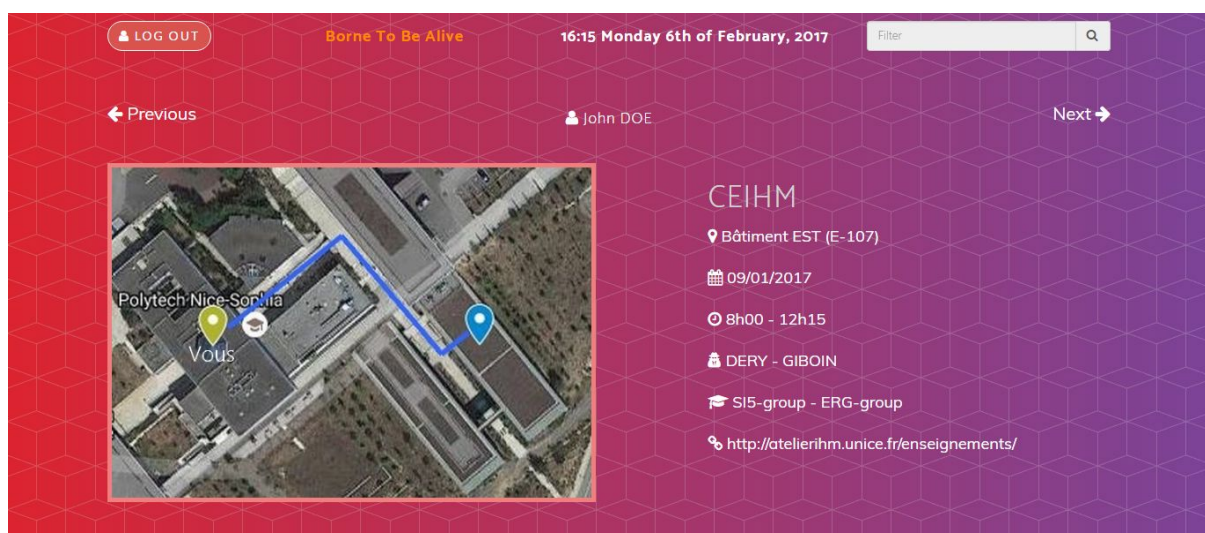 LOG OUT
Borne To Be Alive
16:15 Monday 6th of February, 2017
Filter
Previous
John DOE
Next
Polytech Nice-Sophia
Vous
CEIHM
Bâtiment EST (E-107)
09/01/2017
8h00 - 12h15
DERY - GIBOIN
SI5-group - ERG-group
http://atelierihm.unice.fr/enseignements/